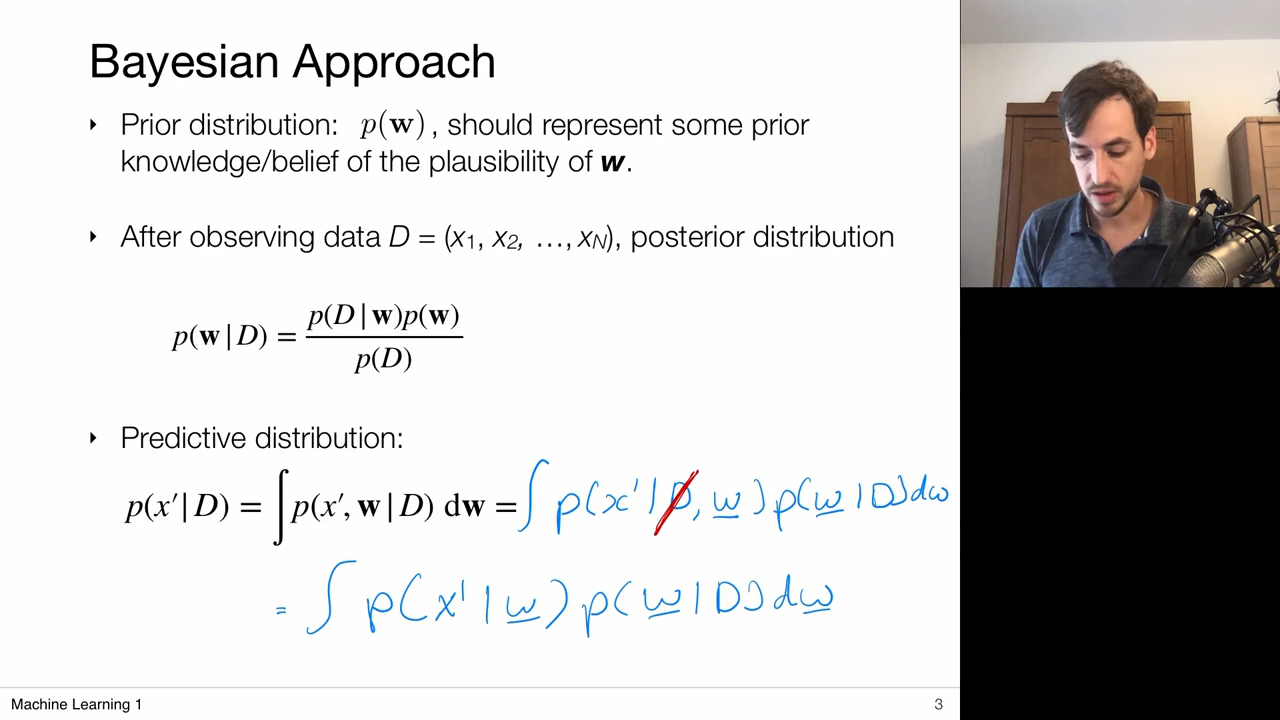 Bayesian Approach
‣ Prior distribution: p(w), should represent some prior
knowledge/belief of the plausibility of w.
‣ After observing data D = (x₁, x₂, …, x_N), posterior distribution
p(w|D) = p(D|w)p(w) / p(D)
‣ Predictive distribution:
p(x′|D) = ∫ p(x′, w|D) dw = ∫ p(x′|D, w) p(w|D) dw
= ∫ p(x′|w) p(w|D) dw
Machine Learning 1
3